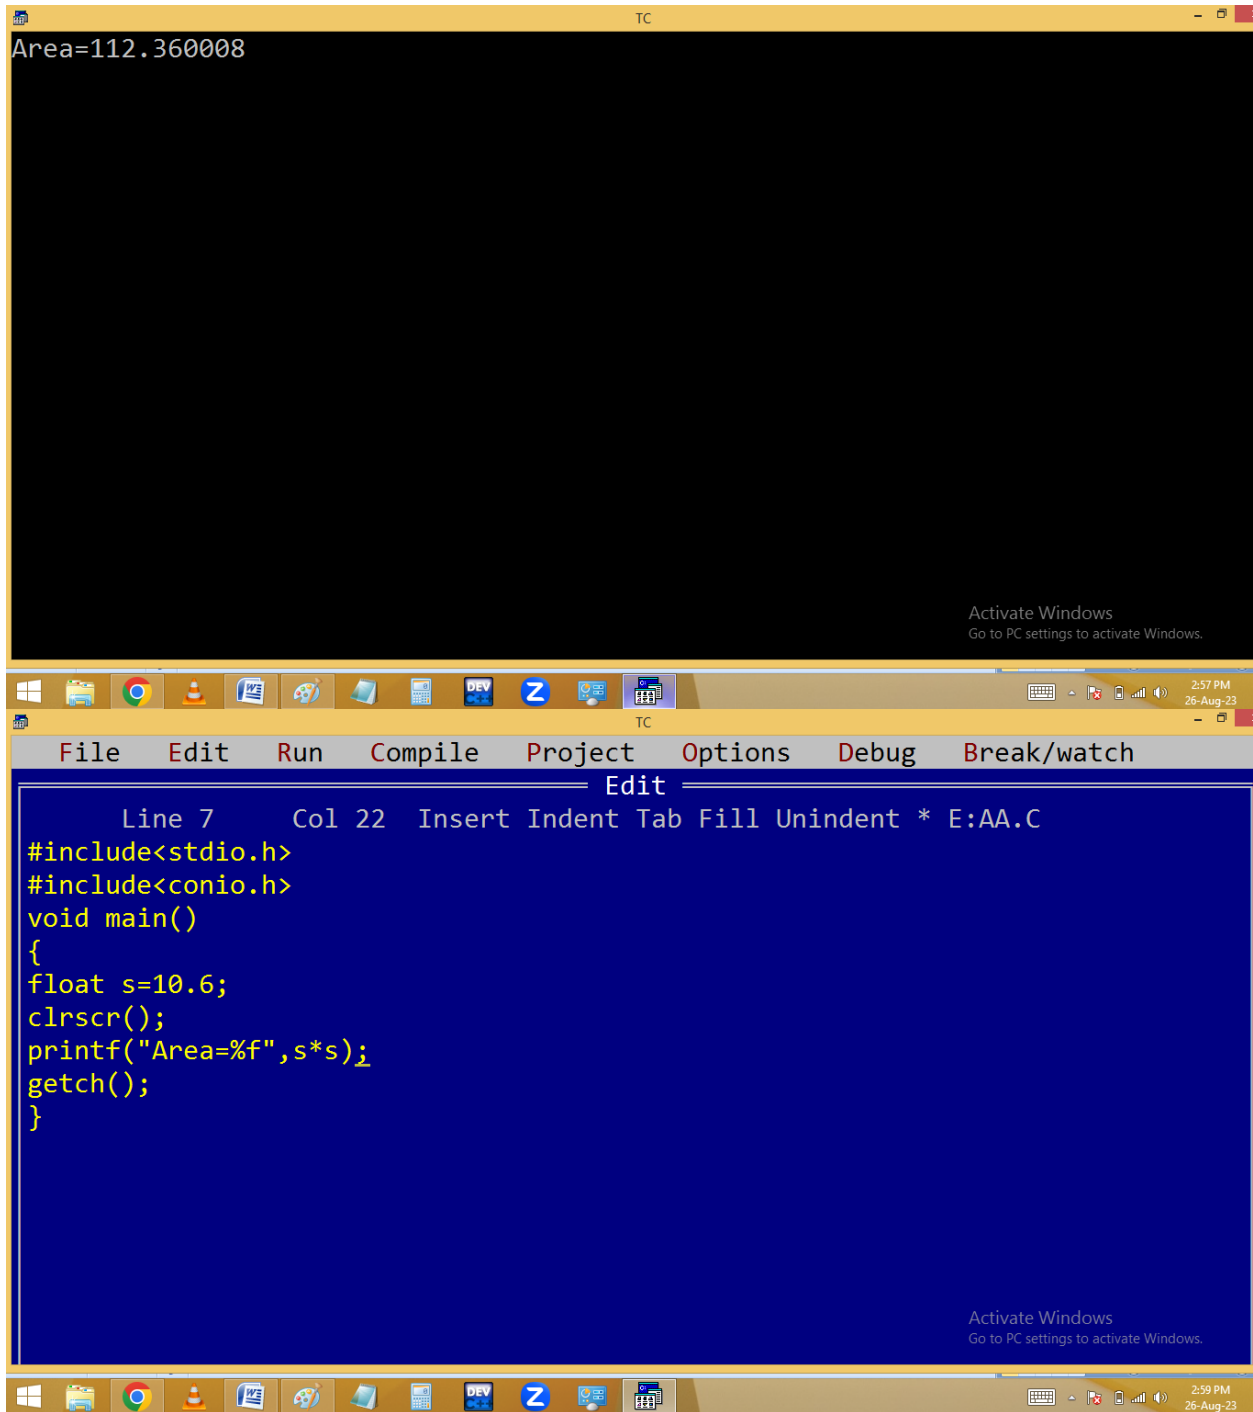 TC
Area=112.360008
Activate Windows
Go to PC settings to activate Windows.
W
DEV
C++
Z
2:57 PM
26-Aug-23
TC
File Edit Run Compile Project Options Debug Break/watch
Edit
Line 7 Col 22 Insert Indent Tab Fill Unindent * E:AA.C
#include<stdio.h>
#include<conio.h>
void main()
{
float s=10.6;
clrscr();
printf("Area=%f",s*s);
getch();
}
Activate Windows
Go to PC settings to activate Windows.
W
DEV
C++
Z
2:59 PM
26-Aug-23